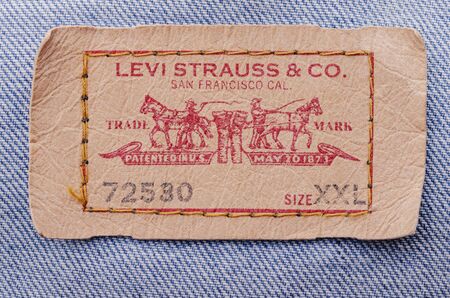 LEVI STRAUSS & CO.
SAN FRANCISCO CAL.
TRADE MARK
PATENTED IN U.S. MAY 20 1873
72530 SIZE XXL